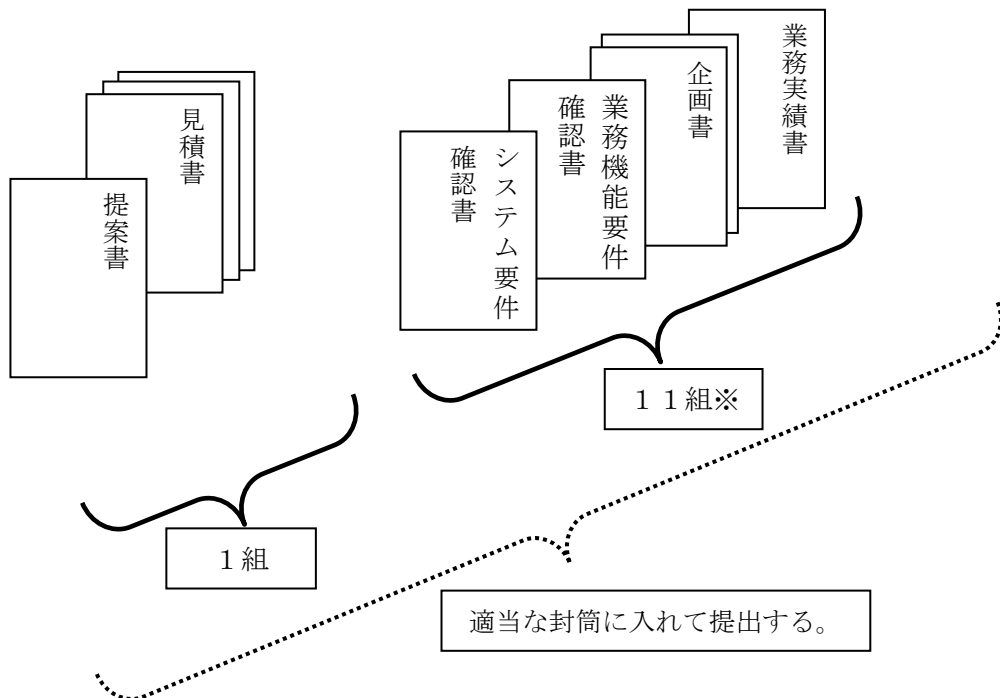 提案書
見積書
システム要件
確認書
業務機能要件
確認書
企画書
業務実績書
１１組※
１組
適当な封筒に入れて提出する。